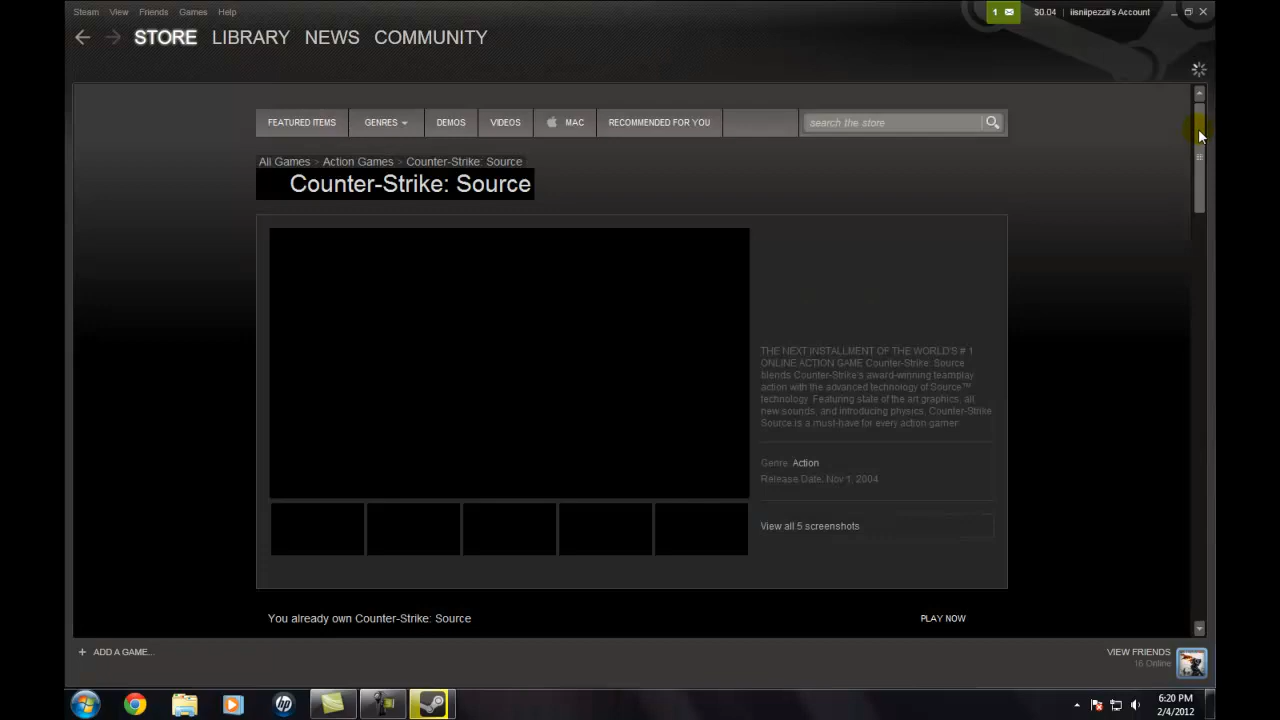 Steam View Friends Games Help
1 $0.04 iisniipezzii's Account
STORE LIBRARY NEWS COMMUNITY
FEATURED ITEMS GENRES DEMOS VIDEOS MAC RECOMMENDED FOR YOU search the store
All Games > Action Games > Counter-Strike: Source
Counter-Strike: Source
THE NEXT INSTALLMENT OF THE WORLD'S # 1
ONLINE ACTION GAME Counter-Strike: Source
blends Counter-Strike's award-winning teamplay
action with the advanced technology of Source™
technology. Featuring state of the art graphics, all
new sounds, and introducing physics, Counter-Strike
Source is a must-have for every action gamer
Genre: Action
Release Date: Nov 1, 2004
View all 5 screenshots
You already own Counter-Strike: Source PLAY NOW
+ ADD A GAME... VIEW FRIENDS
16 Online
hp
6:20 PM
2/4/2012